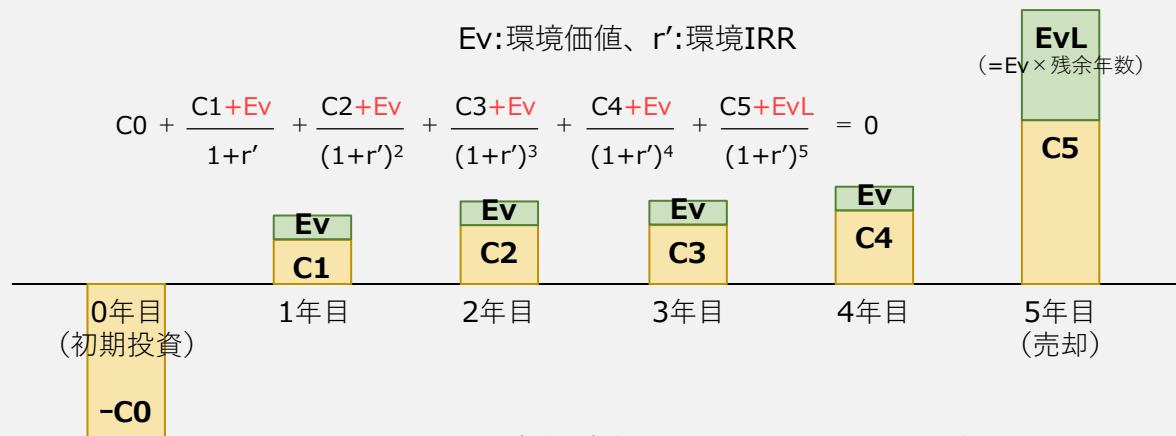 Ev:環境価値、r’:環境IRR
EvL
（=Ev×残余年数）
C0 + C1+Ev/1+r’ + C2+Ev/(1+r’)² + C3+Ev/(1+r’)³ + C4+Ev/(1+r’)⁴ + C5+EvL/(1+r’)⁵ = 0
C5
Ev Ev Ev Ev
C1 C2 C3 C4
0年目 1年目 2年目 3年目 4年目 5年目
（初期投資） （売却）
-C0